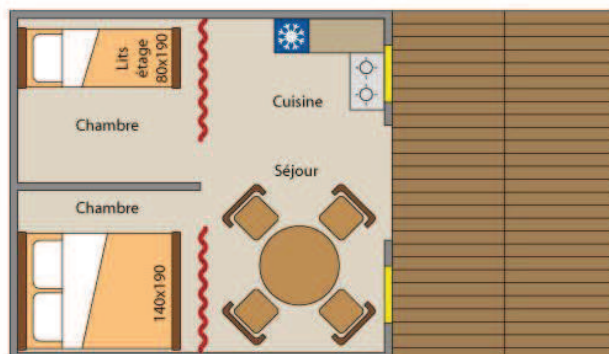 Lits
étage
80x190
Chambre
Cuisine
Séjour
Chambre
140x190